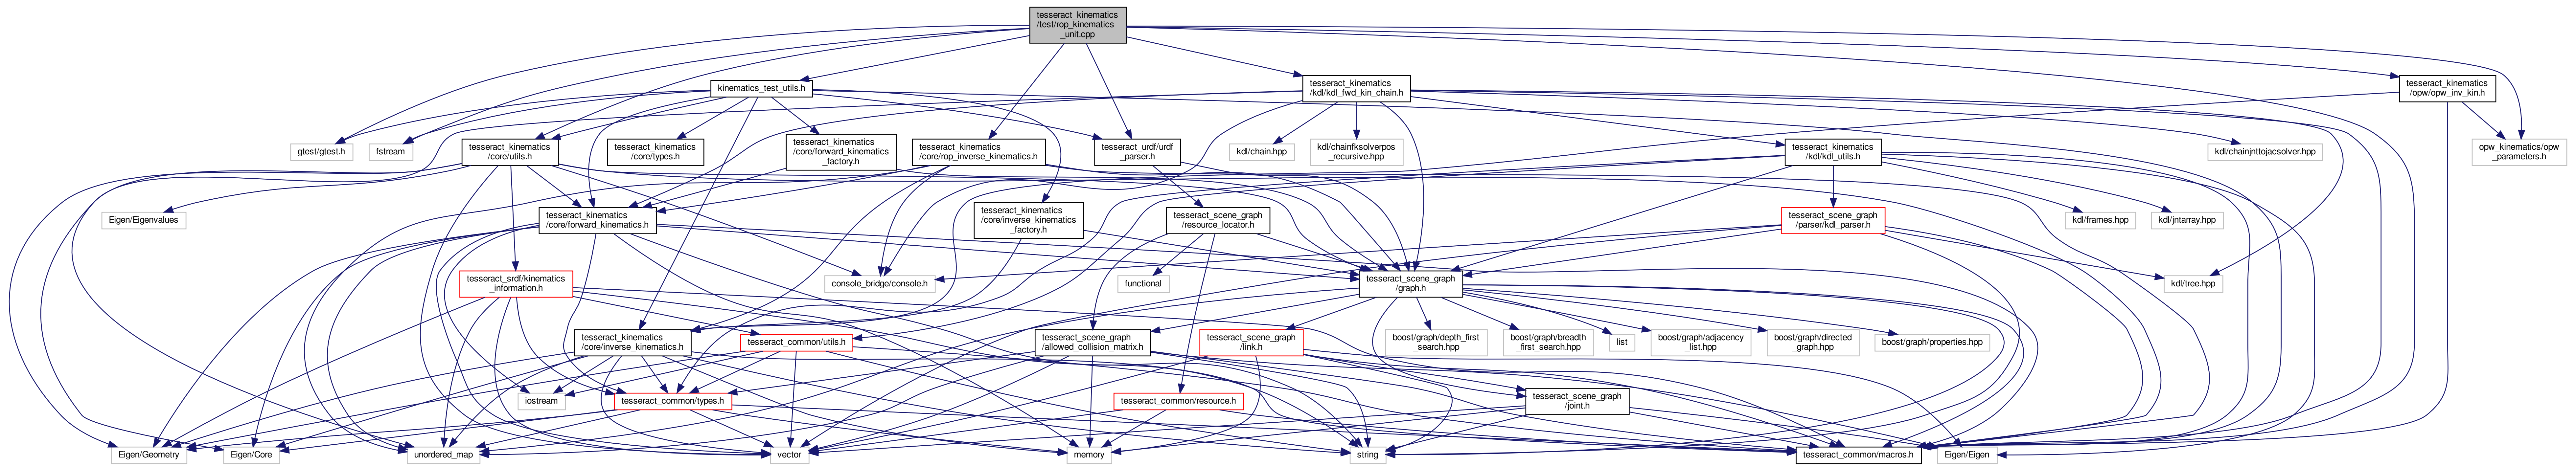 tesseract_kinematics
/test/rop_kinematics
_unit.cpp
kinematics_test_utils.h
tesseract_kinematics
/kdl/kdl_fwd_kin_chain.h
tesseract_kinematics
/opw/opw_inv_kin.h
gtest/gtest.h
fstream
tesseract_kinematics
/core/utils.h
tesseract_kinematics
/core/types.h
tesseract_kinematics
/core/forward_kinematics
_factory.h
tesseract_kinematics
/core/rop_inverse_kinematics.h
tesseract_urdf/urdf
_parser.h
kdl/chain.hpp
kdl/chainfksolverpos
_recursive.hpp
tesseract_kinematics
/kdl/kdl_utils.h
kdl/chainjnttojacsolver.hpp
opw_kinematics/opw
_parameters.h
Eigen/Eigenvalues
tesseract_kinematics
/core/forward_kinematics.h
tesseract_kinematics
/core/inverse_kinematics
_factory.h
tesseract_scene_graph
/resource_locator.h
tesseract_scene_graph
/parser/kdl_parser.h
kdl/frames.hpp
kdl/jntarray.hpp
tesseract_srdf/kinematics
_information.h
console_bridge/console.h
functional
tesseract_scene_graph
/graph.h
kdl/tree.hpp
tesseract_kinematics
/core/inverse_kinematics.h
tesseract_common/utils.h
tesseract_scene_graph
/allowed_collision_matrix.h
tesseract_scene_graph
/link.h
boost/graph/depth_first
_search.hpp
boost/graph/breadth
_first_search.hpp
list
boost/graph/adjacency
_list.hpp
boost/graph/directed
_graph.hpp
boost/graph/properties.hpp
iostream
tesseract_common/types.h
tesseract_common/resource.h
tesseract_scene_graph
/joint.h
Eigen/Geometry
Eigen/Core
unordered_map
vector
memory
string
tesseract_common/macros.h
Eigen/Eigen